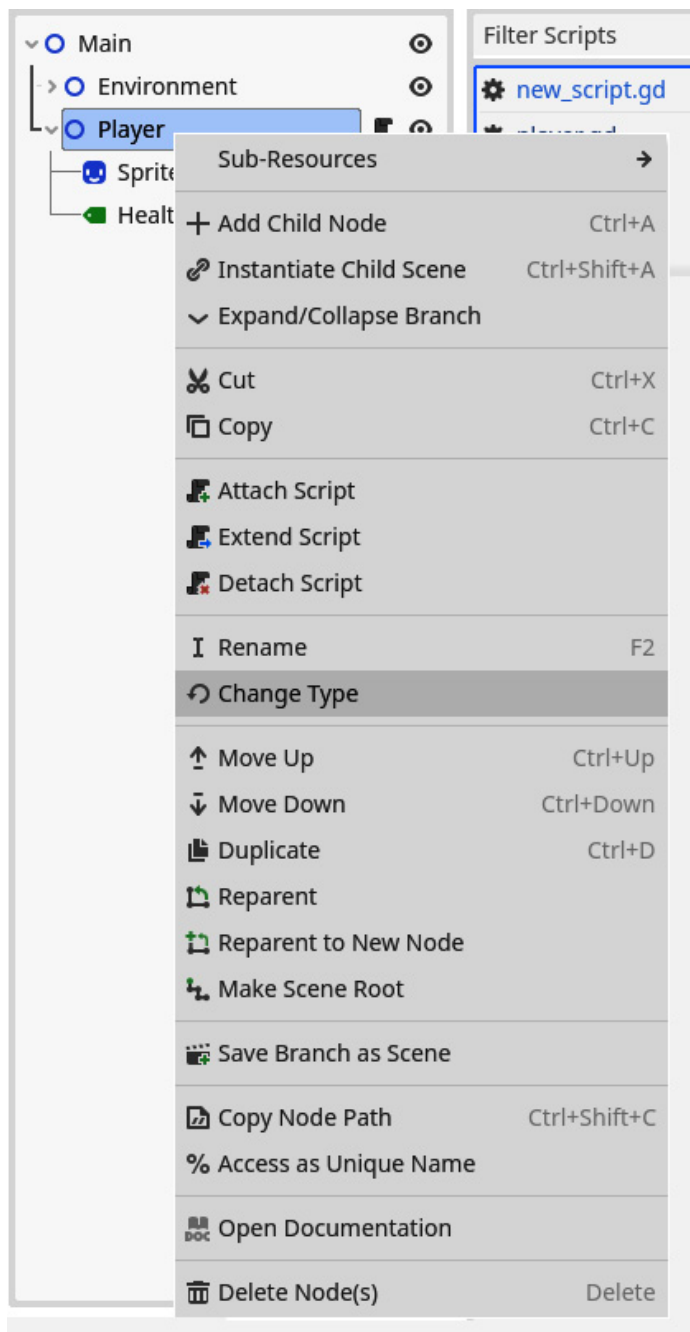 Main
Filter Scripts
Environment
new_script.gd
Player
Sub-Resources
Add Child Node Ctrl+A
Instantiate Child Scene Ctrl+Shift+A
Expand/Collapse Branch
Cut Ctrl+X
Copy Ctrl+C
Attach Script
Extend Script
Detach Script
Rename F2
Change Type
Move Up Ctrl+Up
Move Down Ctrl+Down
Duplicate Ctrl+D
Reparent
Reparent to New Node
Make Scene Root
Save Branch as Scene
Copy Node Path Ctrl+Shift+C
% Access as Unique Name
DOC Open Documentation
Delete Node(s) Delete